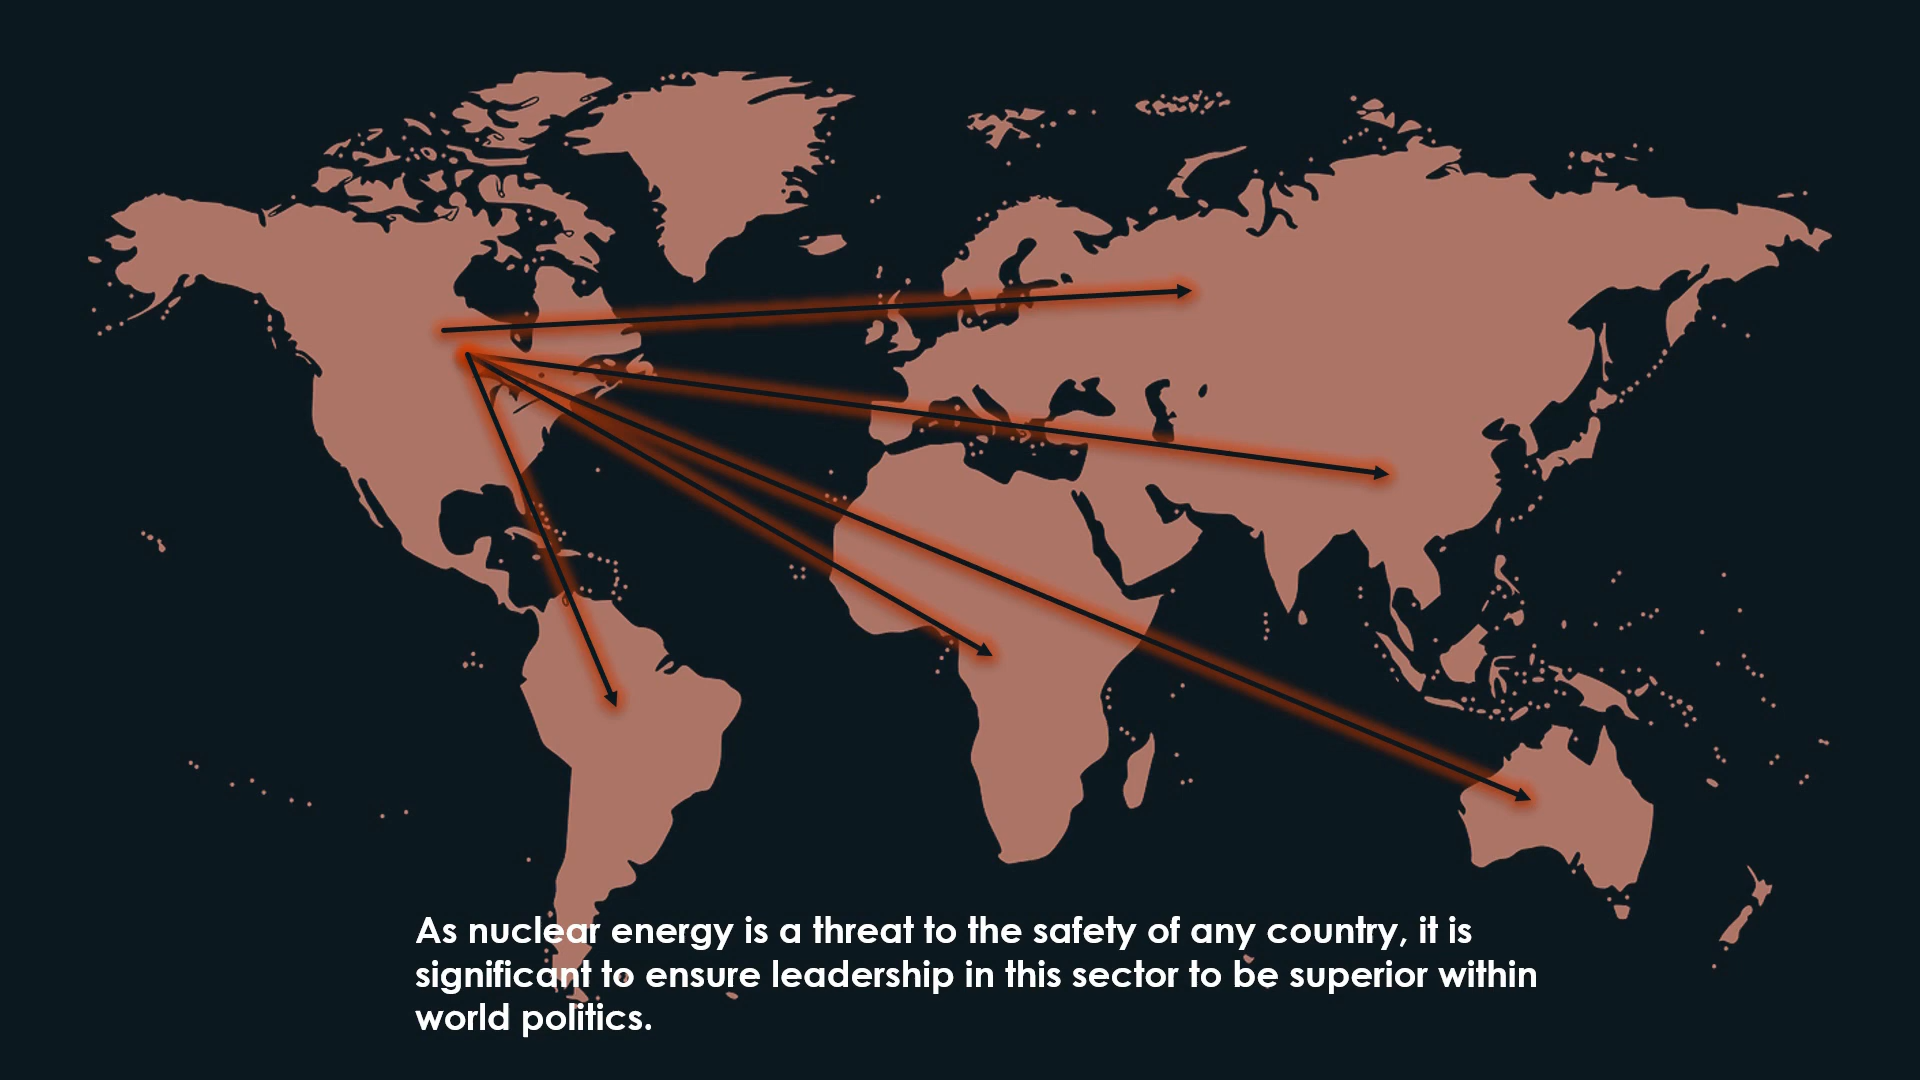 As nuclear energy is a threat to the safety of any country, it is
significant to ensure leadership in this sector to be superior within
world politics.